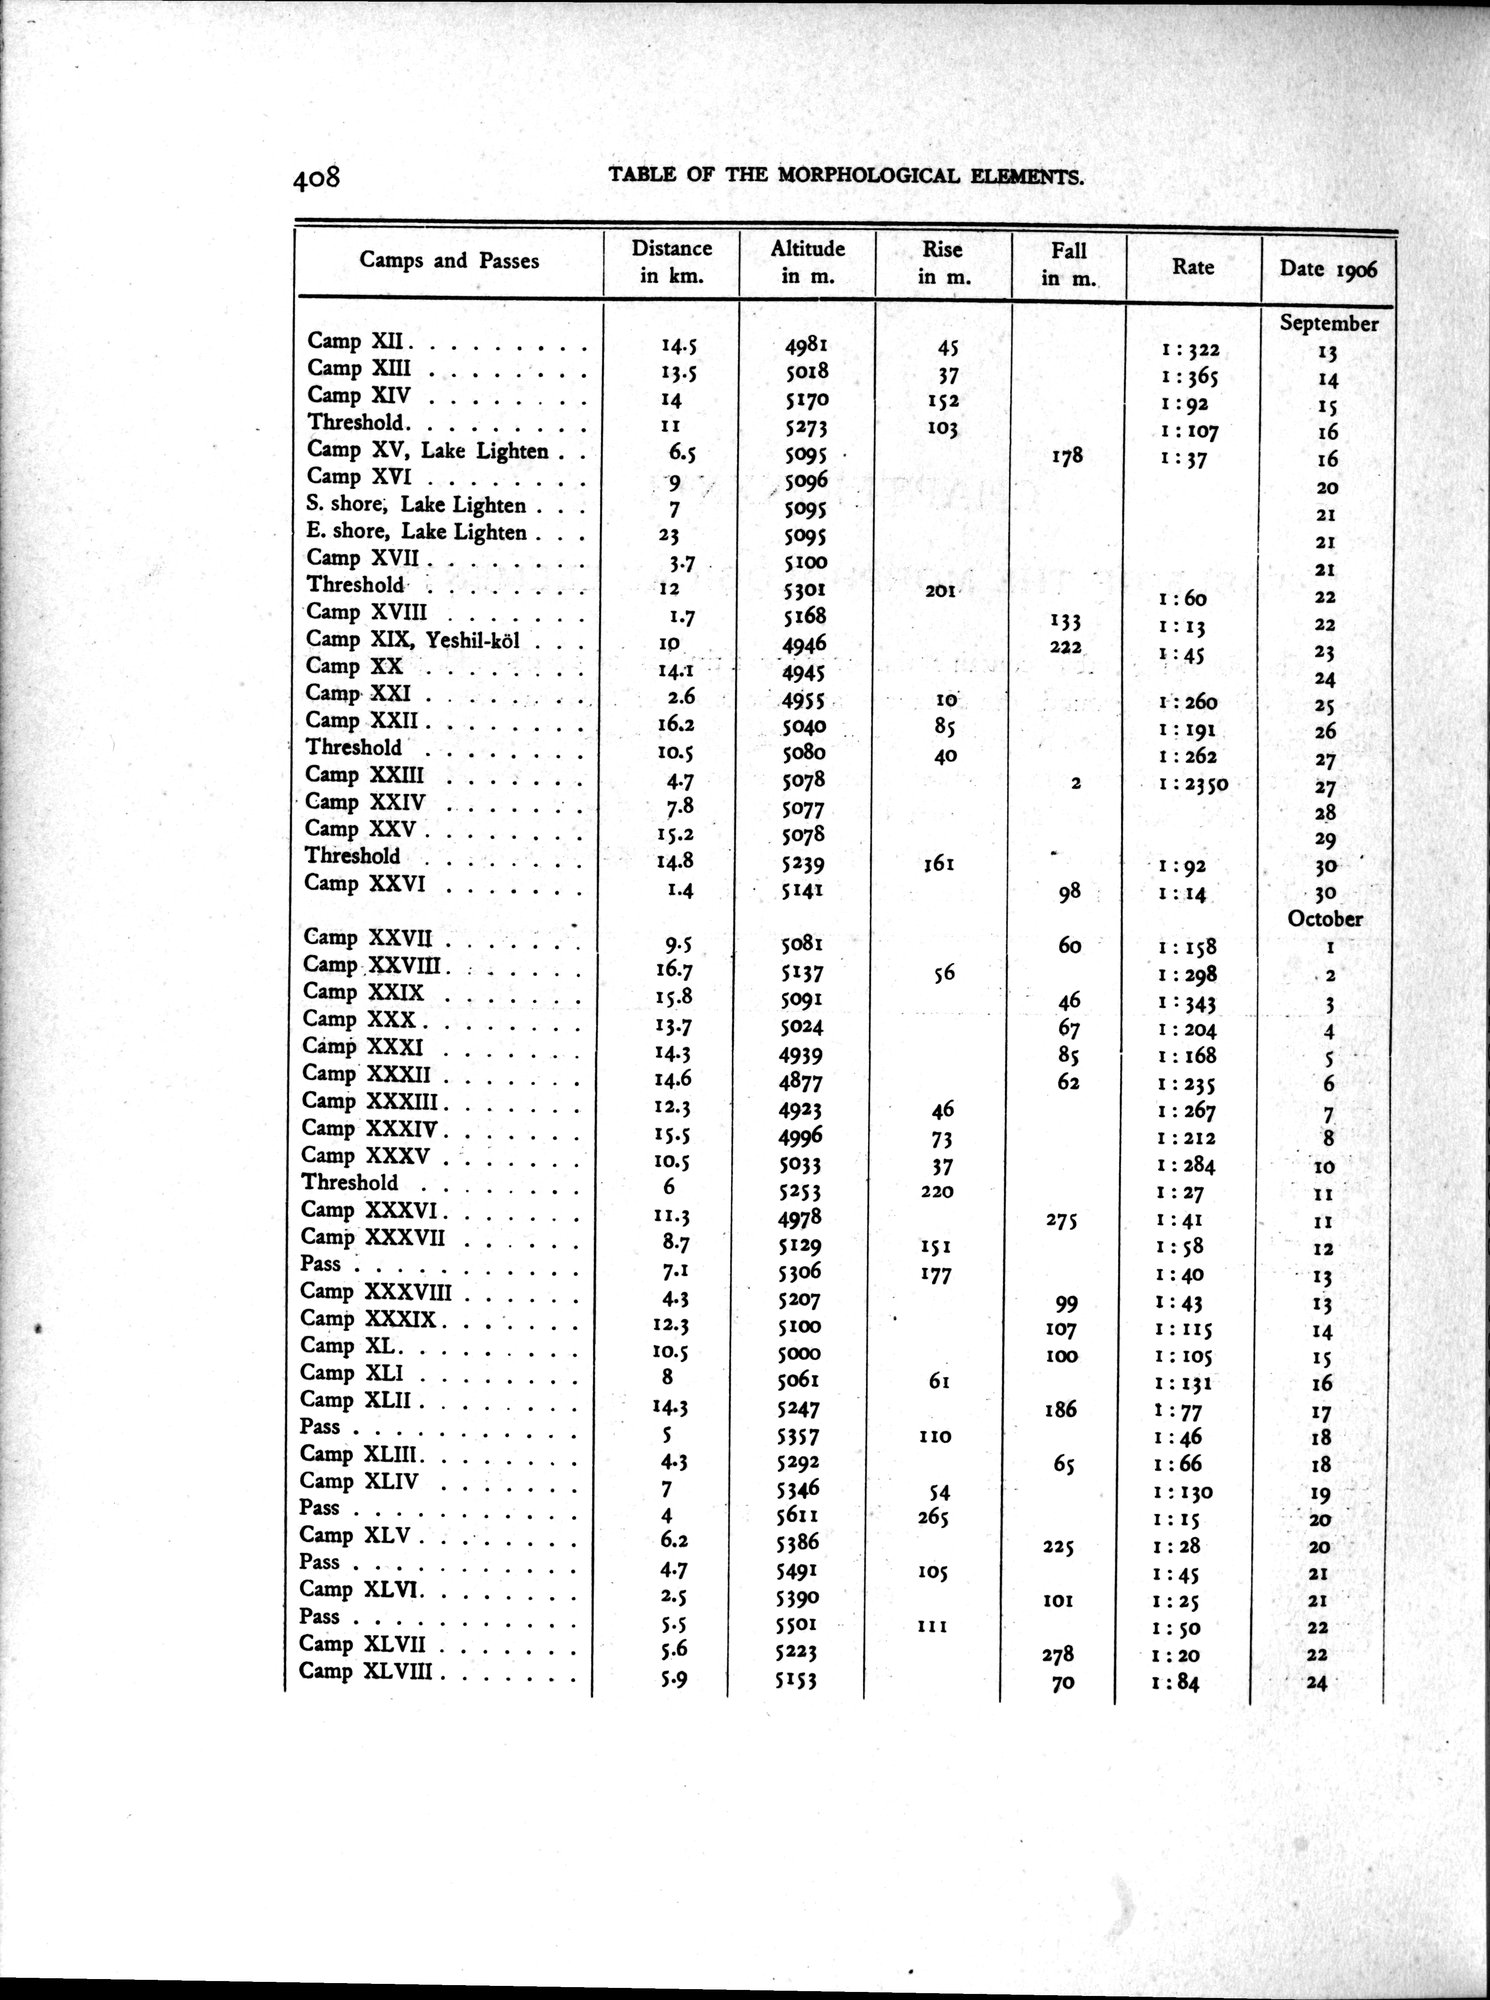 408 TABLE OF THE MORPHOLOGICAL ELEMENTS.
Camps and Passes Distance in km. Altitude in m. Rise in m. Fall in m. Rate Date 1906
September
Camp XII. . . . . . . . . 14.5 4981 45 1 : 322 13
Camp XIII . . . . . . . . 13.5 5018 37 1 : 365 14
Camp XIV . . . . . . . . 14 5170 152 1 : 92 15
Threshold. . . . . . . . . 11 5273 103 1 : 107 16
Camp XV, Lake Lighten . . 6.5 5095 178 1 : 37 16
Camp XVI . . . . . . . . 9 5096 20
S. shore, Lake Lighten . . . 7 5095 21
E. shore, Lake Lighten . . . 23 5095 21
Camp XVII . . . . . . . . 3.7 5100 21
Threshold . . . . . . . . 12 5301 201 1 : 60 22
Camp XVIII . . . . . . . 1.7 5168 133 1 : 13 22
Camp XIX, Yeshil-köl . . . 10 4946 222 1 : 45 23
Camp XX . . . . . . . . 14.1 4945 24
Camp XXI . . . . . . . . 2.6 4955 10 1 : 260 25
Camp XXII . . . . . . . . 16.2 5040 85 1 : 191 26
Threshold . . . . . . . . 10.5 5080 40 1 : 262 27
Camp XXIII . . . . . . . 4.7 5078 2 1 : 2350 27
Camp XXIV . . . . . . . 7.8 5077 28
Camp XXV . . . . . . . . 15.2 5078 29
Threshold . . . . . . . . 14.8 5239 161 1 : 92 30
Camp XXVI . . . . . . . 1.4 5141 98 1 : 14 30
October
Camp XXVII . . . . . . . 9.5 5081 60 1 : 158 1
Camp XXVIII. . . . . . . 16.7 5137 56 1 : 298 2
Camp XXIX . . . . . . . 15.8 5091 46 1 : 343 3
Camp XXX. . . . . . . . 13.7 5024 67 1 : 204 4
Camp XXXI . . . . . . . 14.3 4939 85 1 : 168 5
Camp XXXII . . . . . . . 14.6 4877 62 1 : 235 6
Camp XXXIII. . . . . . . 12.3 4923 46 1 : 267 7
Camp XXXIV. . . . . . . 15.5 4996 73 1 : 212 8
Camp XXXV . . . . . . . 10.5 5033 37 1 : 284 10
Threshold . . . . . . . . 6 5253 220 1 : 27 11
Camp XXXVI. . . . . . . 11.3 4978 275 1 : 41 11
Camp XXXVII . . . . . . 8.7 5129 151 1 : 58 12
Pass . . . . . . . . . . . 7.1 5306 177 1 : 40 13
Camp XXXVIII . . . . . . 4.3 5207 99 1 : 43 13
Camp XXXIX. . . . . . . 12.3 5100 107 1 : 115 14
Camp XL. . . . . . . . . 10.5 5000 100 1 : 105 15
Camp XLI . . . . . . . . 8 5061 61 1 : 131 16
Camp XLII . . . . . . . . 14.3 5247 186 1 : 77 17
Pass . . . . . . . . . . . 5 5357 110 1 : 46 18
Camp XLIII. . . . . . . . 4.3 5292 65 1 : 66 18
Camp XLIV . . . . . . . 7 5346 54 1 : 130 19
Pass . . . . . . . . . . . 4 5611 265 1 : 15 20
Camp XLV . . . . . . . . 6.2 5386 225 1 : 28 20
Pass . . . . . . . . . . . 4.7 5491 105 1 : 45 21
Camp XLVI. . . . . . . . 2.5 5390 101 1 : 25 21
Pass . . . . . . . . . . . 5.5 5501 111 1 : 50 22
Camp XLVII . . . . . . . 5.6 5223 278 1 : 20 22
Camp XLVIII . . . . . . . 5.9 5153 70 1 : 84 24